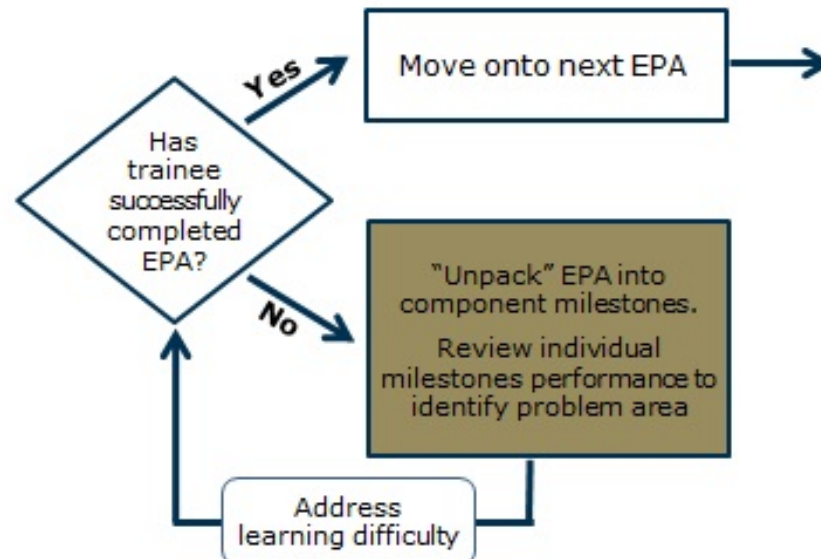 Yes
Move onto next EPA
Has
trainee
successfully
completed
EPA?
No
“Unpack” EPA into
component milestones.
Review individual
milestones performance to
identify problem area
Address
learning difficulty